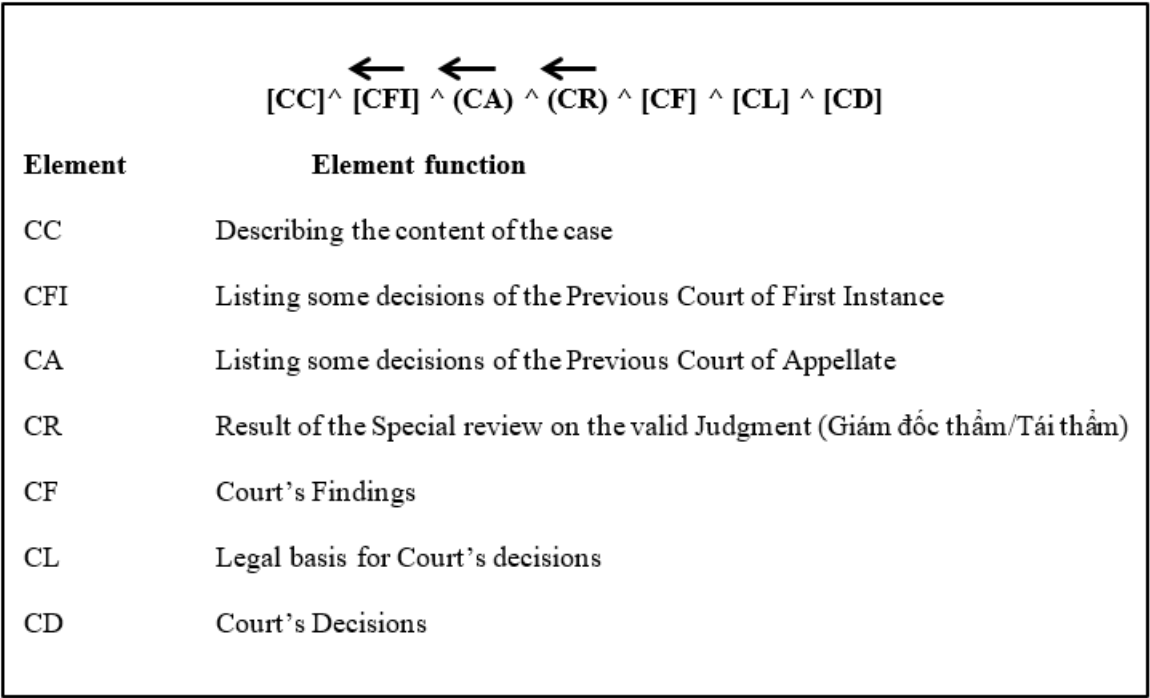 [CC]^ [CFI] ^ (CA) ^ (CR) ^ [CF] ^ [CL] ^ [CD]
Element Element function
CC Describing the content of the case
CFI Listing some decisions of the Previous Court of First Instance
CA Listing some decisions of the Previous Court of Appellate
CR Result of the Special review on the valid Judgment (Giám đốc thẩm/Tái thẩm)
CF Court’s Findings
CL Legal basis for Court’s decisions
CD Court’s Decisions